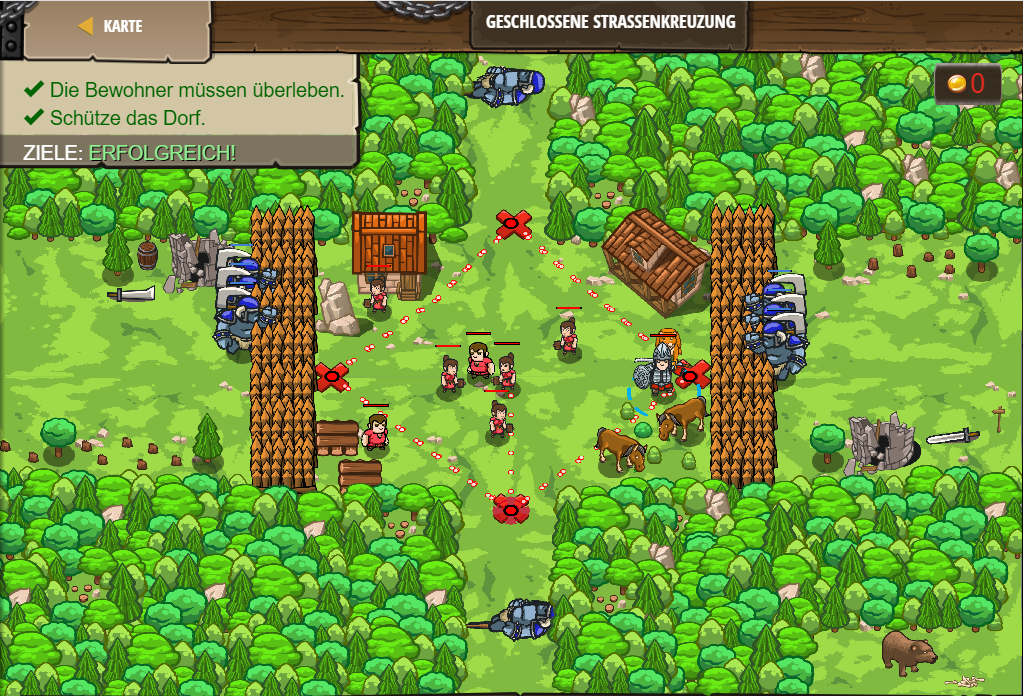 KARTE
GESCHLOSSENE STRASSENKREUZUNG
Die Bewohner müssen überleben.
0
Schütze das Dorf.
ZIELE: ERFOLGREICH!